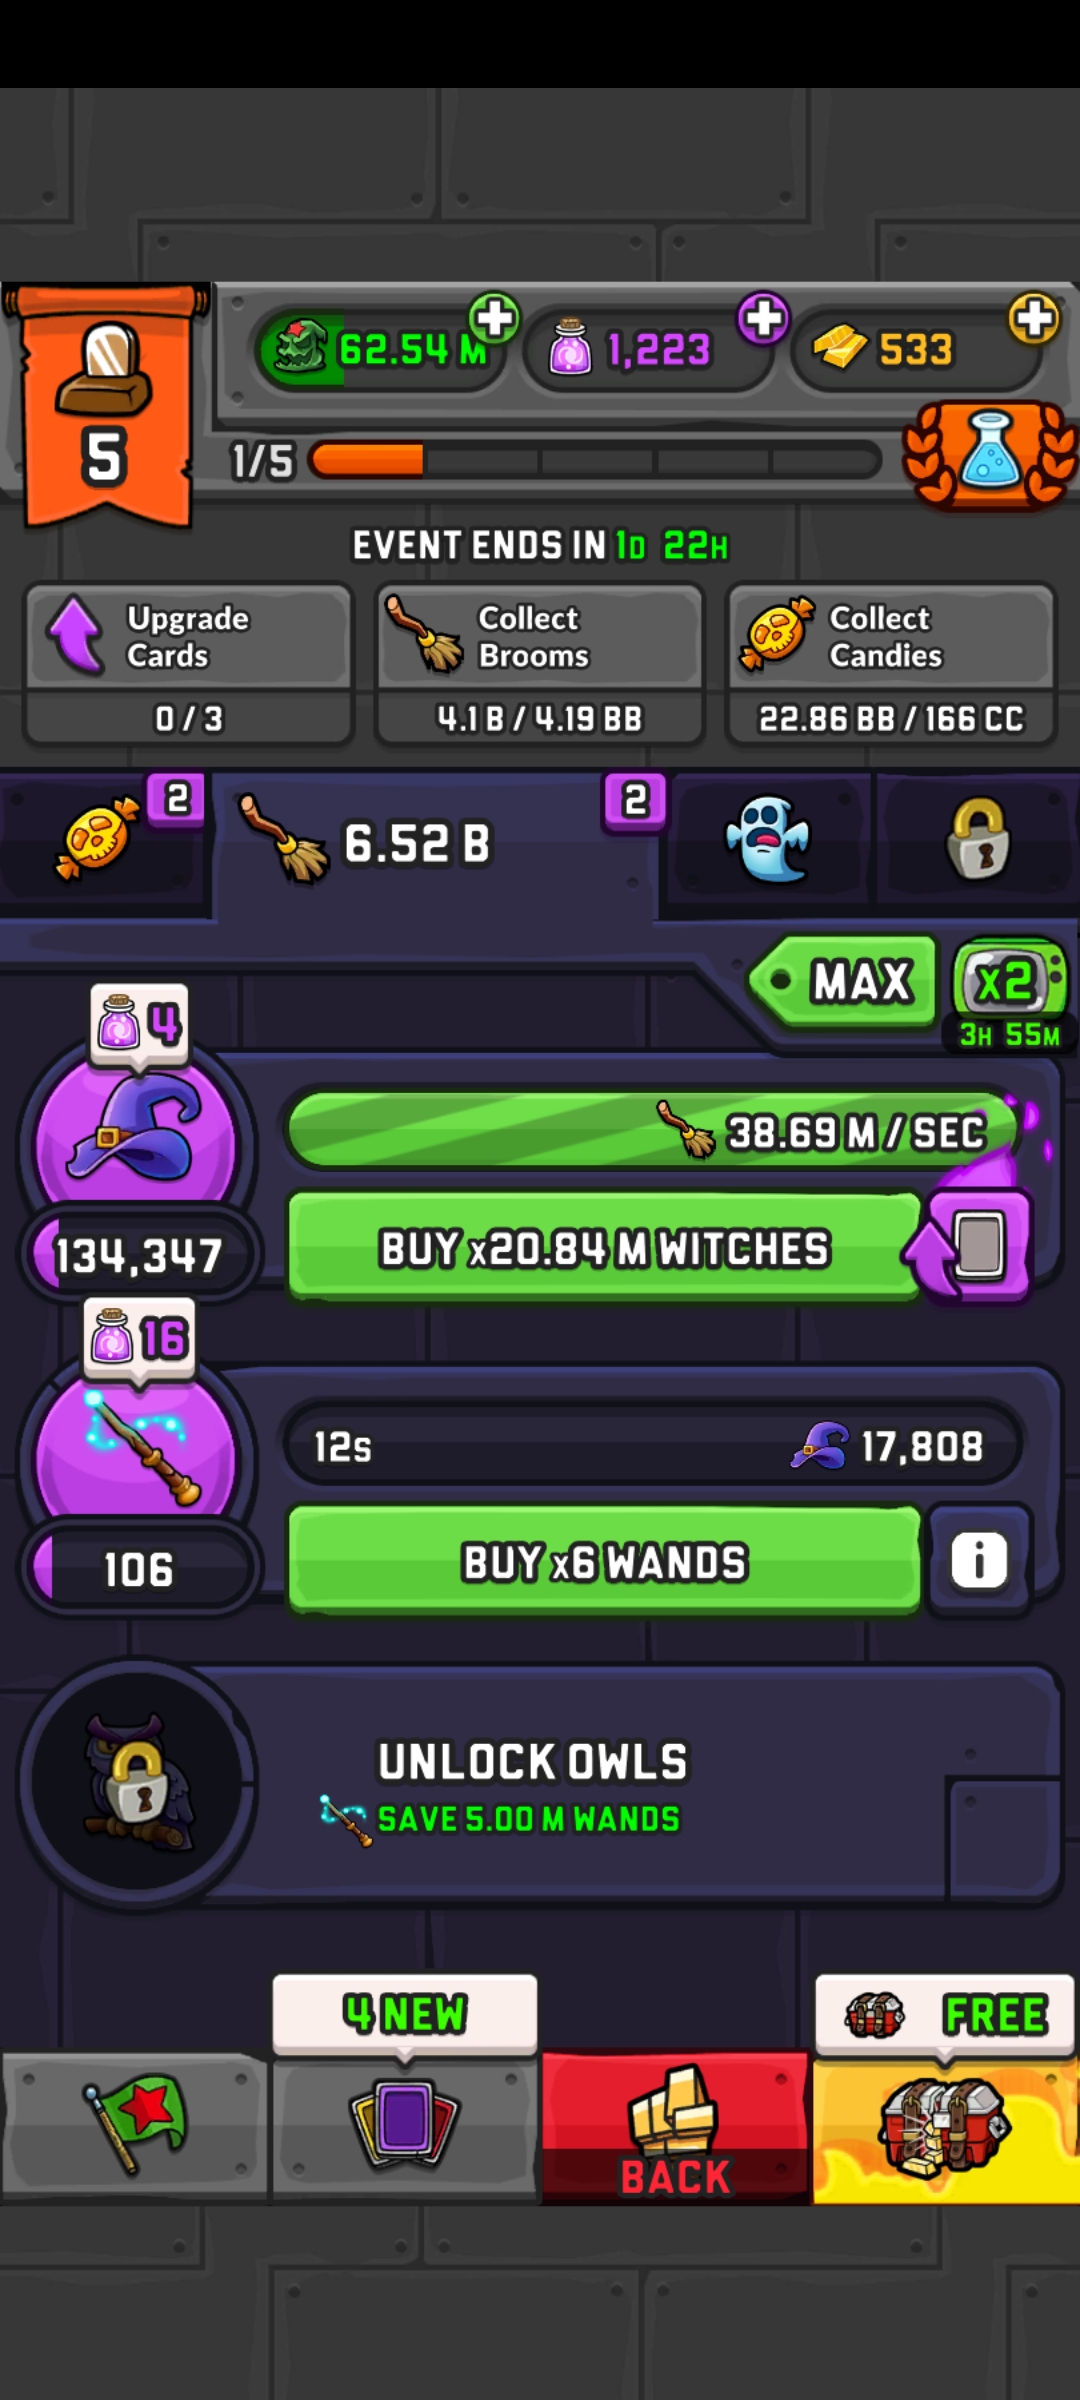 62.54 M
1,223
533
5
1/5
EVENT ENDS IN 1D 22H
Upgrade
Cards
0 / 3
Collect
Brooms
4.1 B / 4.19 BB
Collect
Candies
22.86 BB / 166 CC
2
6.52 B
2
MAX
x2
3H 55M
4
38.69 M / SEC
134,347
BUY x20.84 M WITCHES
16
12s
17,808
106
BUY x6 WANDS
i
UNLOCK OWLS
SAVE 5.00 M WANDS
4 NEW
FREE
BACK